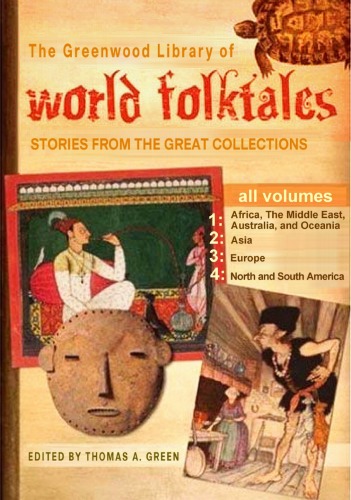 The Greenwood Library of
world folktales
STORIES FROM THE GREAT COLLECTIONS
all volumes
1: Africa, The Middle East,
Australia, and Oceania
2: Asia
3: Europe
4: North and South America
EDITED BY THOMAS A. GREEN